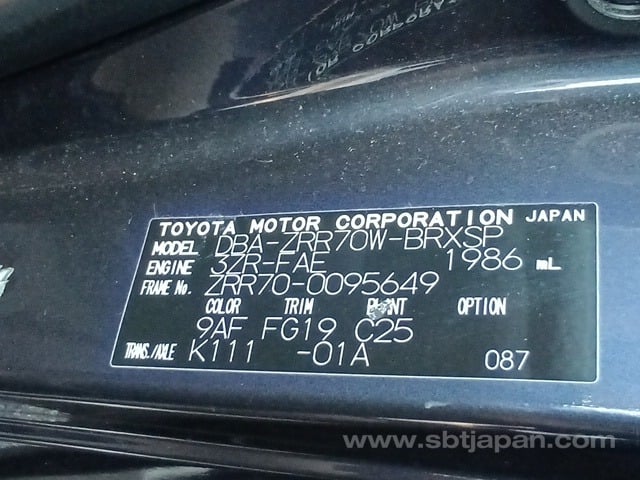 TOYOTA MOTOR CORPORATION JAPAN
MODEL DBA-ZRR70W-BRXSP
ENGINE 3ZR-FAE 1986 mL
FRAME No. ZRR70-0095649
COLOR TRIM PLANT OPTION
9AF FG19 C25
TRANS./AXLE K111 -01A 087
www.sbtjapan.com